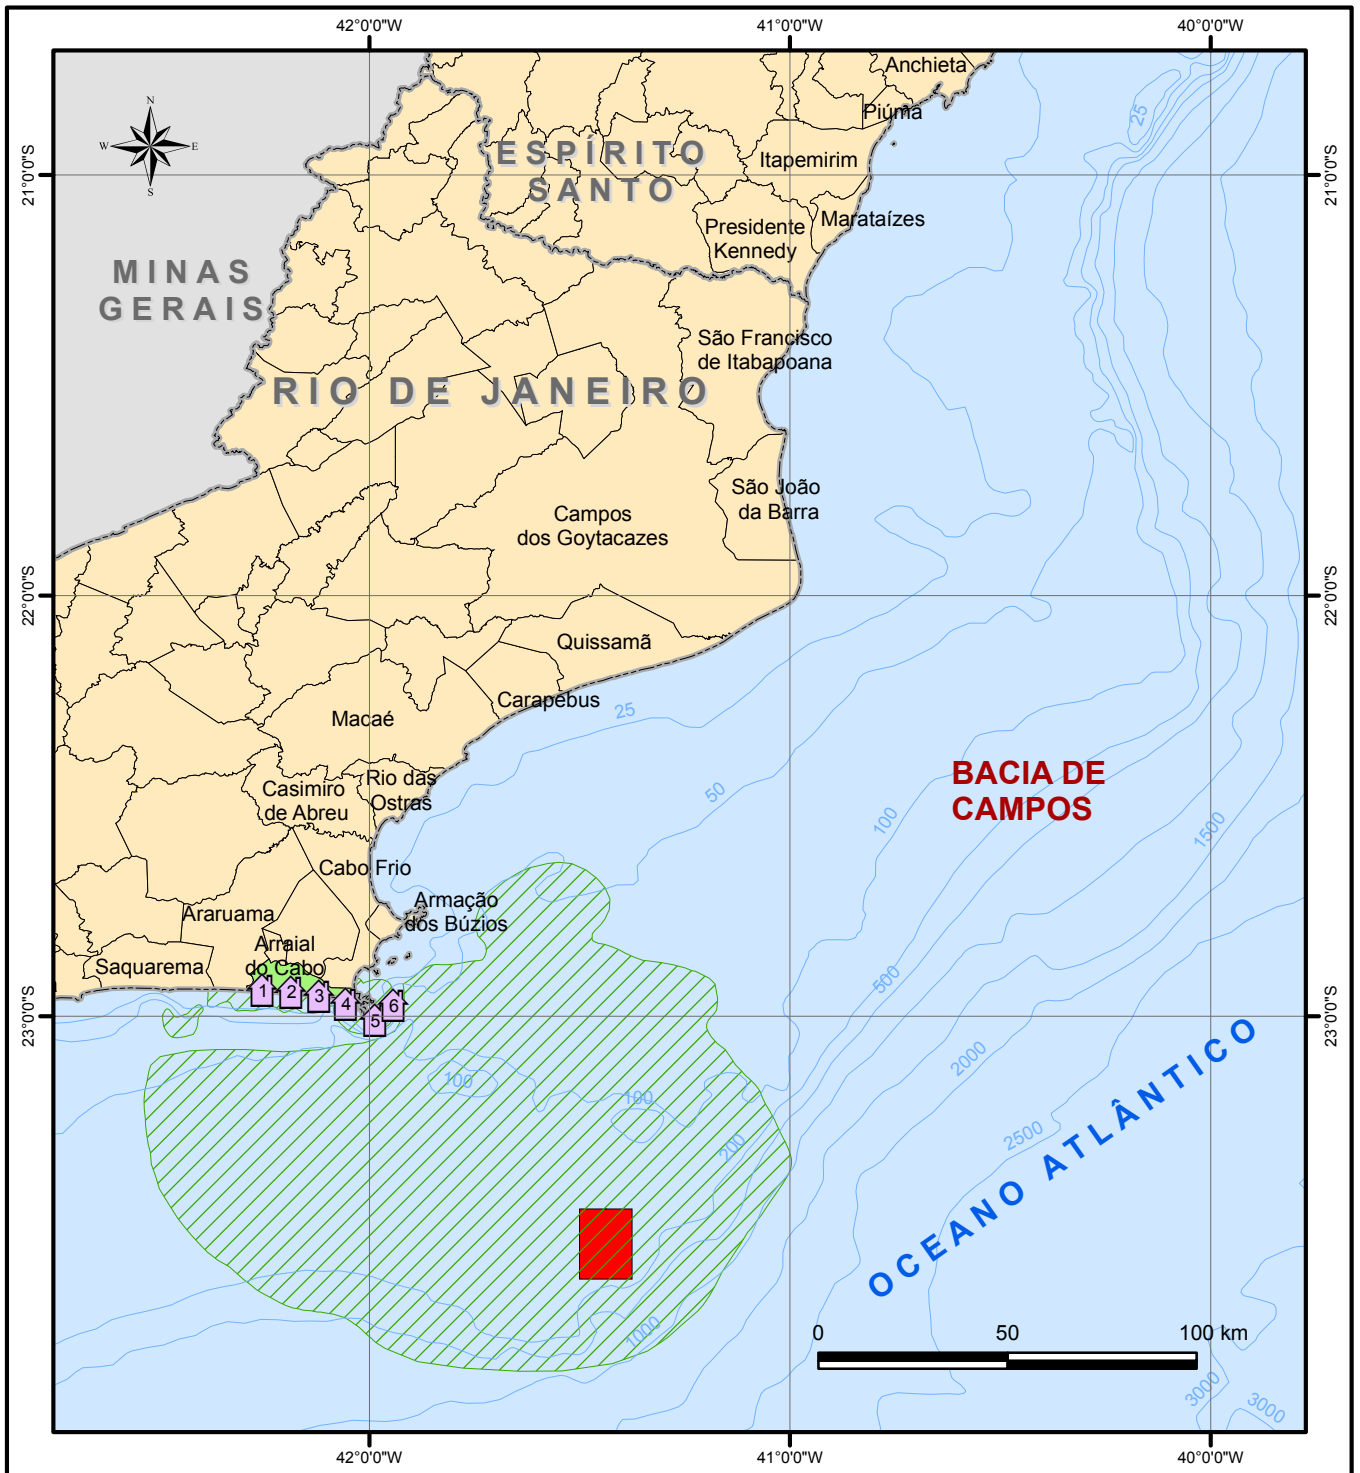 42°0'0"W
41°0'0"W
40°0'0"W
Anchieta
Piúma
25
N
W
E
S
ESPÍRITO
SANTO
Itapemirim
21°0'0"S
21°0'0"S
Marataízes
Presidente
Kennedy
MINAS
GERAIS
São Francisco
de Itabapoana
RIO DE JANEIRO
São João
da Barra
Campos
dos Goytacazes
22°0'0"S
22°0'0"S
Quissamã
Carapebus
25
Macaé
BACIA DE
CAMPOS
Rio das
Ostras
Casimiro
de Abreu
50
100
1500
Cabo Frio
Armação
dos Búzios
Araruama
Arraial
do Cabo
Saquarema
500
1
2
3
4
5
6
23°0'0"S
23°0'0"S
2000
100
100
200
2500
OCEANO ATLÂNTICO
1000
0
50
100 km
3000
3000
42°0'0"W
41°0'0"W
40°0'0"W